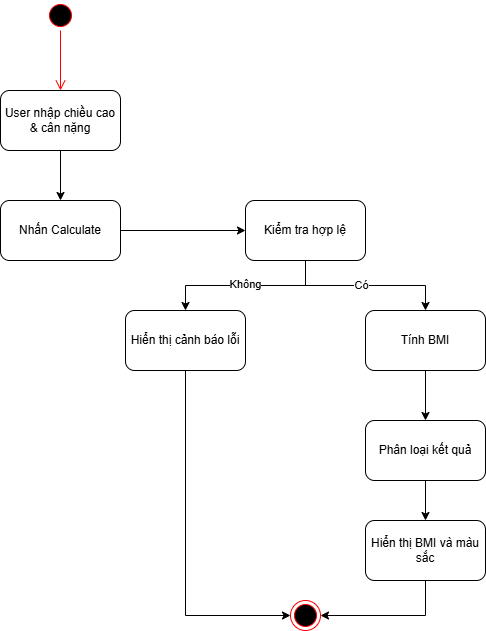 User nhập chiều cao
& cân nặng
Nhấn Calculate
Kiểm tra hợp lệ
Không
Có
Hiển thị cảnh báo lỗi
Tính BMI
Phân loại kết quả
Hiển thị BMI và màu
sắc